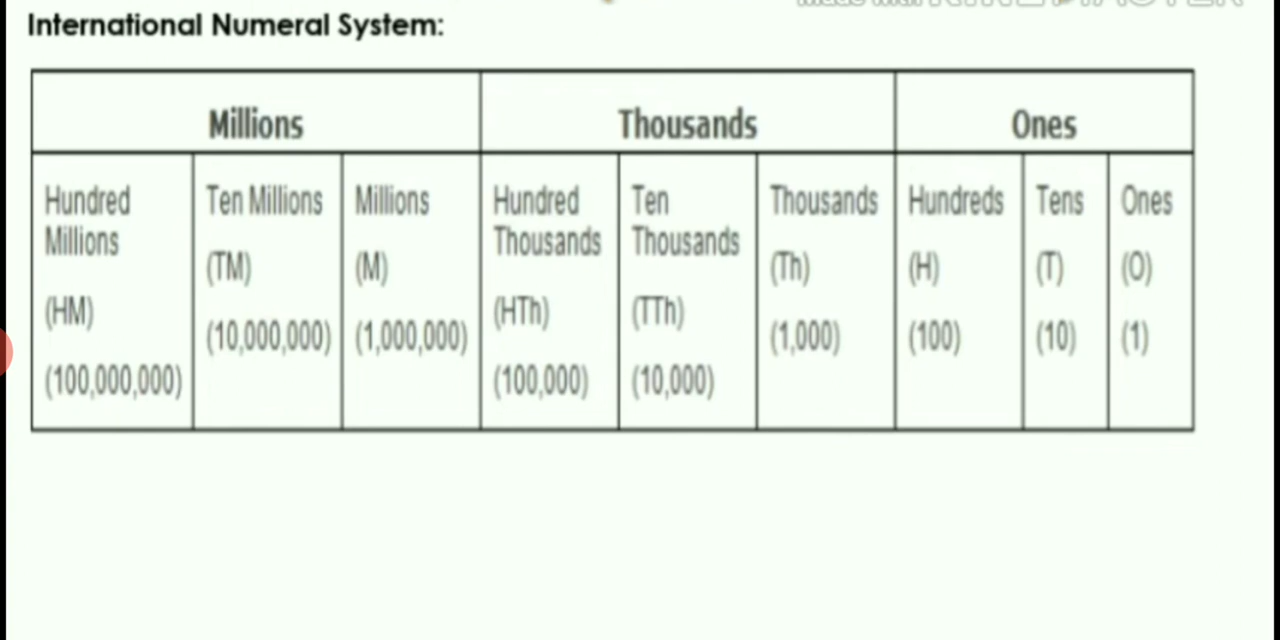 International Numeral System:
Millions Thousands Ones
Hundred Millions (HM) (100,000,000)
Ten Millions (TM) (10,000,000)
Millions (M) (1,000,000)
Hundred Thousands (HTh) (100,000)
Ten Thousands (TTh) (10,000)
Thousands (Th) (1,000)
Hundreds (H) (100)
Tens (T) (10)
Ones (O) (1)